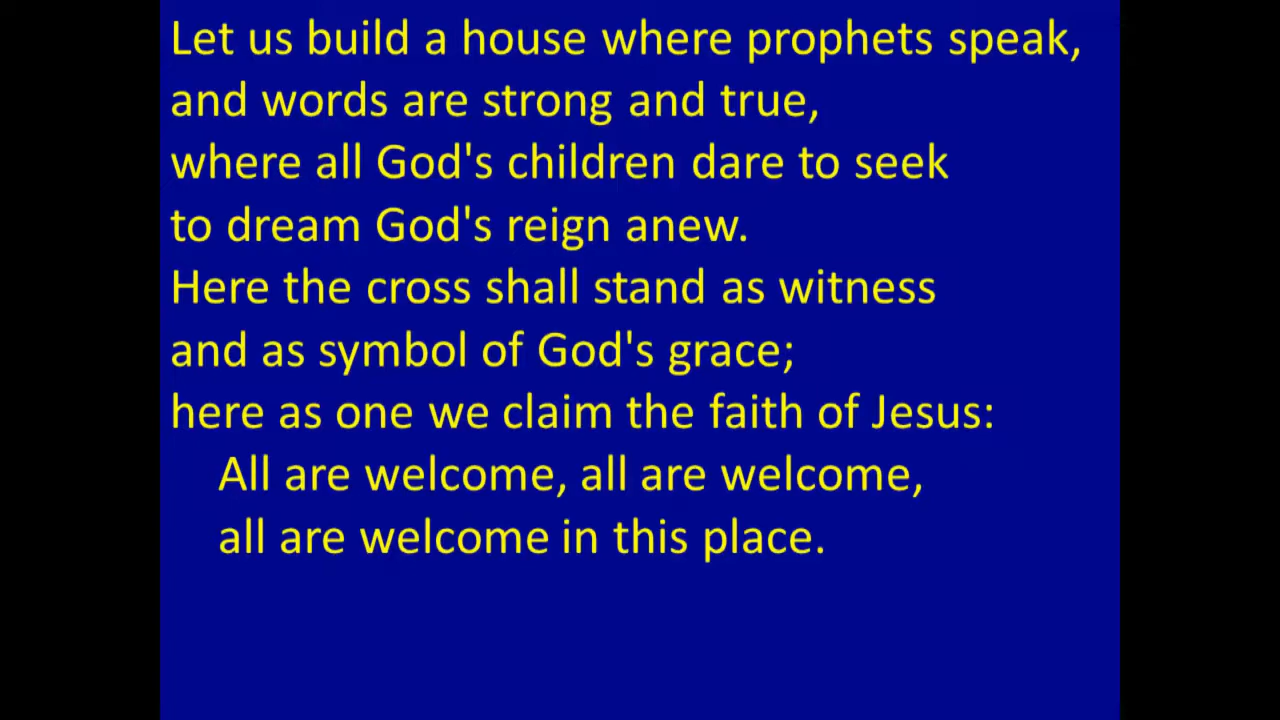 Let us build a house where prophets speak,
and words are strong and true,
where all God's children dare to seek
to dream God's reign anew.
Here the cross shall stand as witness
and as symbol of God's grace;
here as one we claim the faith of Jesus:
All are welcome, all are welcome,
all are welcome in this place.